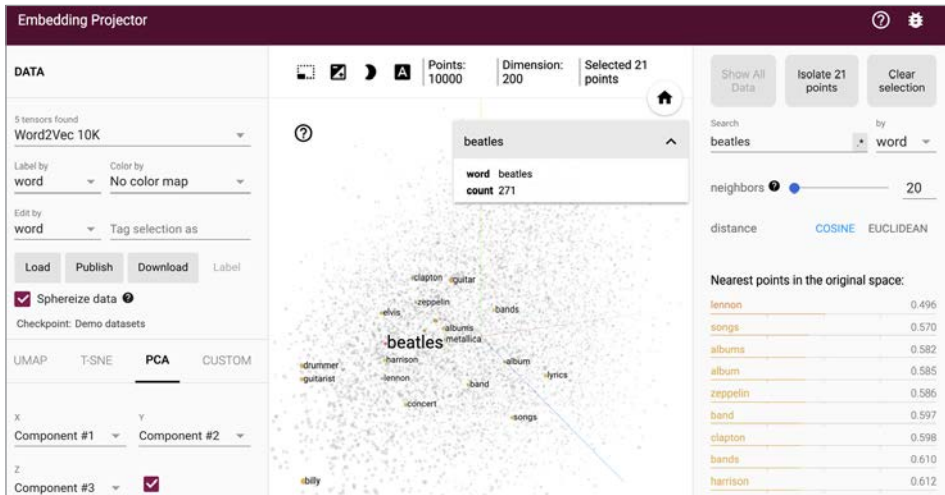 Embedding Projector
DATA
5 tensors found
Word2Vec 10K
Label by
Color by
word
No color map
Edit by
word
Tag selection as
Load
Publish
Download
Label
Sphereize data
Checkpoint: Demo datasets
UMAP
T-SNE
PCA
CUSTOM
X
Y
Component #1
Component #2
Z
Component #3
A
Points:
10000
Dimension:
200
Selected 21
points
beatles
word beatles
count 271
clapton
guitar
zeppelin
elvis
bands
albums
beatles
metallica
harrison
album
drummer
guitarist
lennon
band
lyrics
concert
songs
billy
Show All
Data
Isolate 21
points
Clear
selection
Search
by
beatles
.*
word
neighbors
20
distance
COSINE
EUCLIDEAN
Nearest points in the original space:
lennon 0.496
songs 0.570
albums 0.582
album 0.585
zeppelin 0.586
band 0.597
clapton 0.598
bands 0.610
harrison 0.612